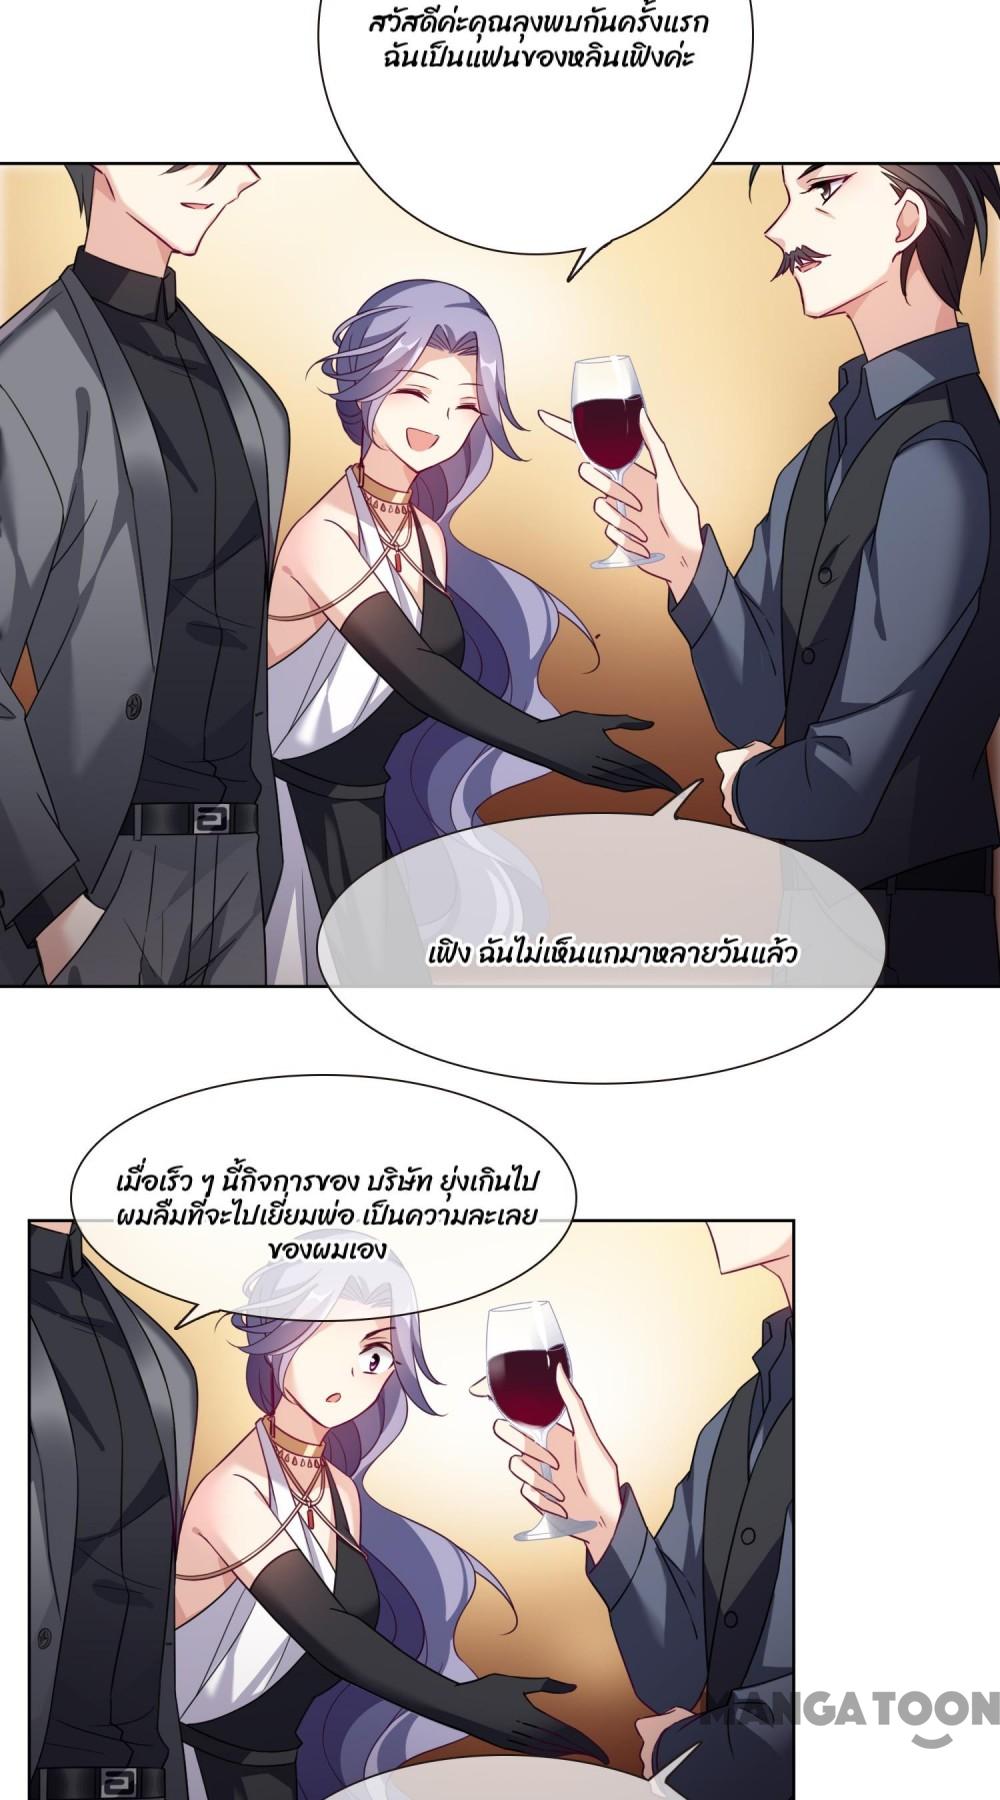 สวัสดีค่ะคุณลุงพบกันครั้งแรก
ฉันเป็นแฟนของหลินเฟิงค่ะ
เฟิง ฉันไม่เห็นแกมาหลายวันแล้ว
เมื่อเร็ว ๆ นี้กิจการของ บริษัท ยุ่งเกินไป
ผมลืมที่จะไปเยี่ยมพ่อ เป็นความละเลย
ของผมเอง
MANGATOON